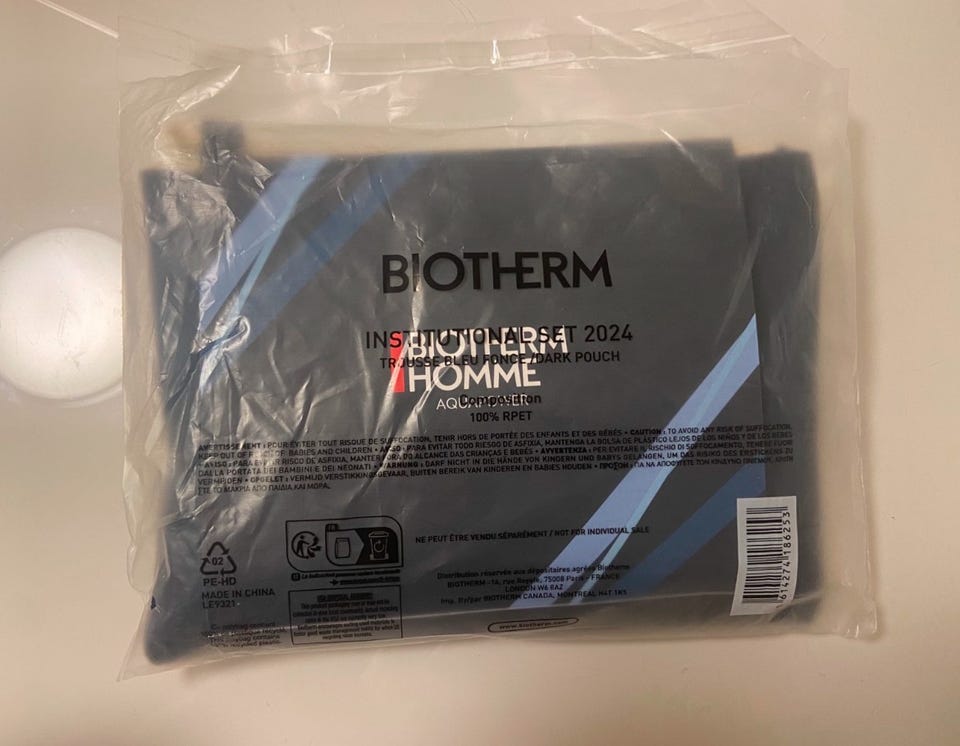 BIOTHERM
INSTITUTIONAL SET 2024
BIOTHERM
TROUSSE BLEU FONCE/DARK POUCH
HOMME
Composition
100% RPET
AVERTISSEMENT : POUR ÉVITER TOUT RISQUE DE SUFFOCATION, TENIR HORS DE PORTÉE DES ENFANTS ET DES BÉBÉS • CAUTION : TO AVOID ANY RISK OF SUFFOCATION,
KEEP OUT OF REACH OF BABIES AND CHILDREN • AVISO : PARA EVITAR TODO RIESGO DE ASFIXIA, MANTENGA LA BOLSA DE PLÁSTICO LEJOS DE LOS NIÑOS Y DE LOS BEBÉS
• AVISO : PARA EVITAR RISCO DE ASFIXIA, MANTER FORA DO ALCANCE DAS CRIANÇAS E BEBÉS • AVVERTENZA : PER EVITARE IL RISCHIO DI SOFFOCAMENTO, TENERE FUORI
DALLA PORTATA DEI BAMBINI E DEI NEONATI • WARNUNG : DARF NICHT IN DIE HÄNDE VON KINDERN UND BABYS GELANGEN, UM DAS RISIKO DES ERSTICKENS ZU
VERMEIDEN • OPGELET : VERMIJD VERSTIKKINGSGEVAAR, BUITEN BEREIK VAN KINDEREN EN BABIES HOUDEN • ΠΡΟΣΟΧΗ : ΓΙΑ ΝΑ ΑΠΟΦΥΓΕΤΕ ΤΟΝ ΚΙΝΔΥΝΟ ΠΝΙΓΜΟΥ, ΚΡΑΤΗ
ΣΤΕ ΤΟ ΜΑΚΡΙΑ ΑΠΟ ΠΑΙΔΙΑ ΚΑΙ ΜΩΡΑ.
NE PEUT ÊTRE VENDU SÉPARÉMENT / NOT FOR INDIVIDUAL SALE
FR
02
PE-HD
MADE IN CHINA
LE9321
Distribution réservée aux dépositaires agréés Biotherm
BIOTHERM - 14, rue Royale, 75008 Paris - FRANCE
LONDON W6 8AZ
Imp. By/par BIOTHERM CANADA, MONTREAL H4T 1K5
www.biotherm.com
3614274186253